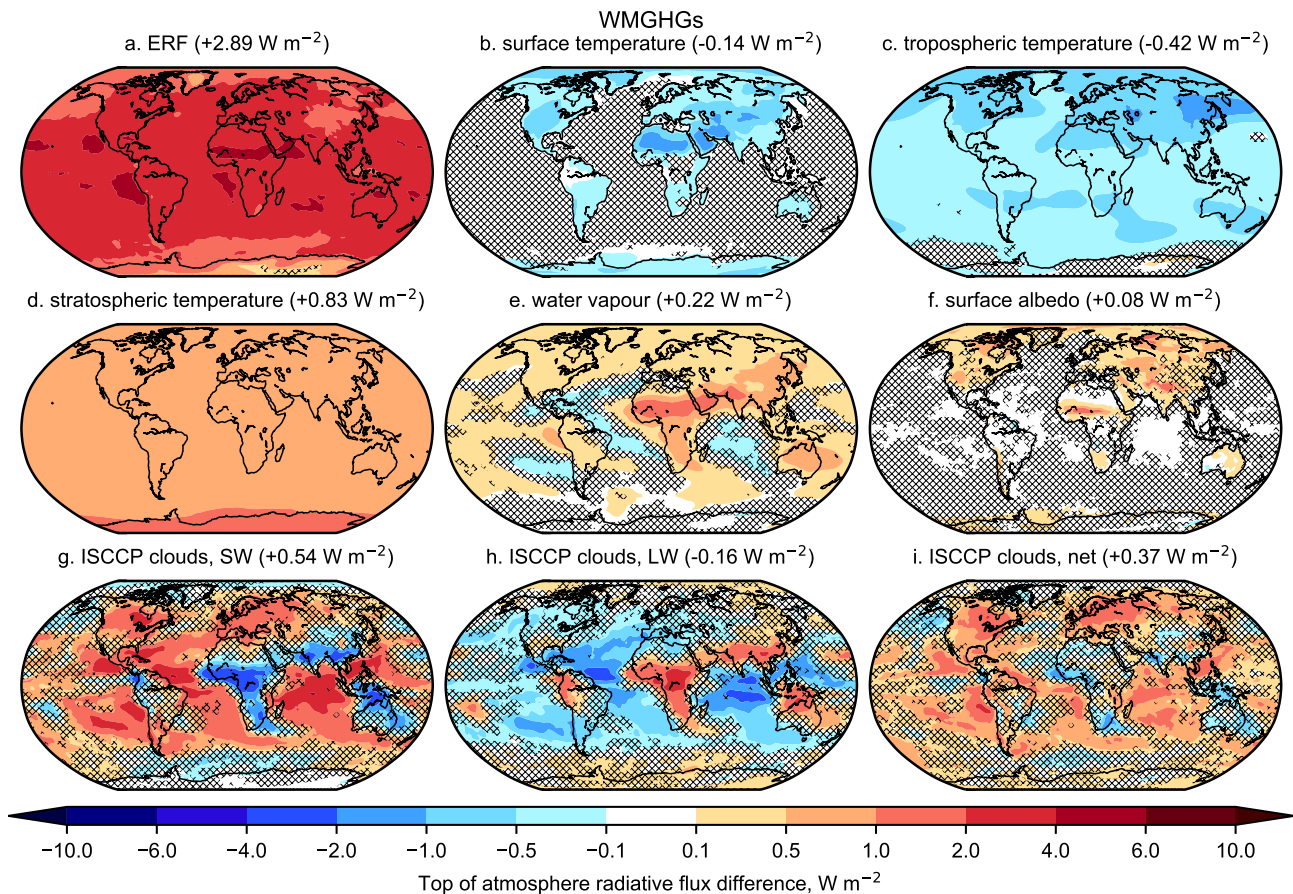 WMGHGs
a. ERF (+2.89 W m⁻²)
b. surface temperature (-0.14 W m⁻²)
c. tropospheric temperature (-0.42 W m⁻²)
d. stratospheric temperature (+0.83 W m⁻²)
e. water vapour (+0.22 W m⁻²)
f. surface albedo (+0.08 W m⁻²)
g. ISCCP clouds, SW (+0.54 W m⁻²)
h. ISCCP clouds, LW (-0.16 W m⁻²)
i. ISCCP clouds, net (+0.37 W m⁻²)
−10.0 −6.0 −4.0 −2.0 −1.0 −0.5 −0.1 0.1 0.5 1.0 2.0 4.0 6.0 10.0
Top of atmosphere radiative flux difference, W m⁻²